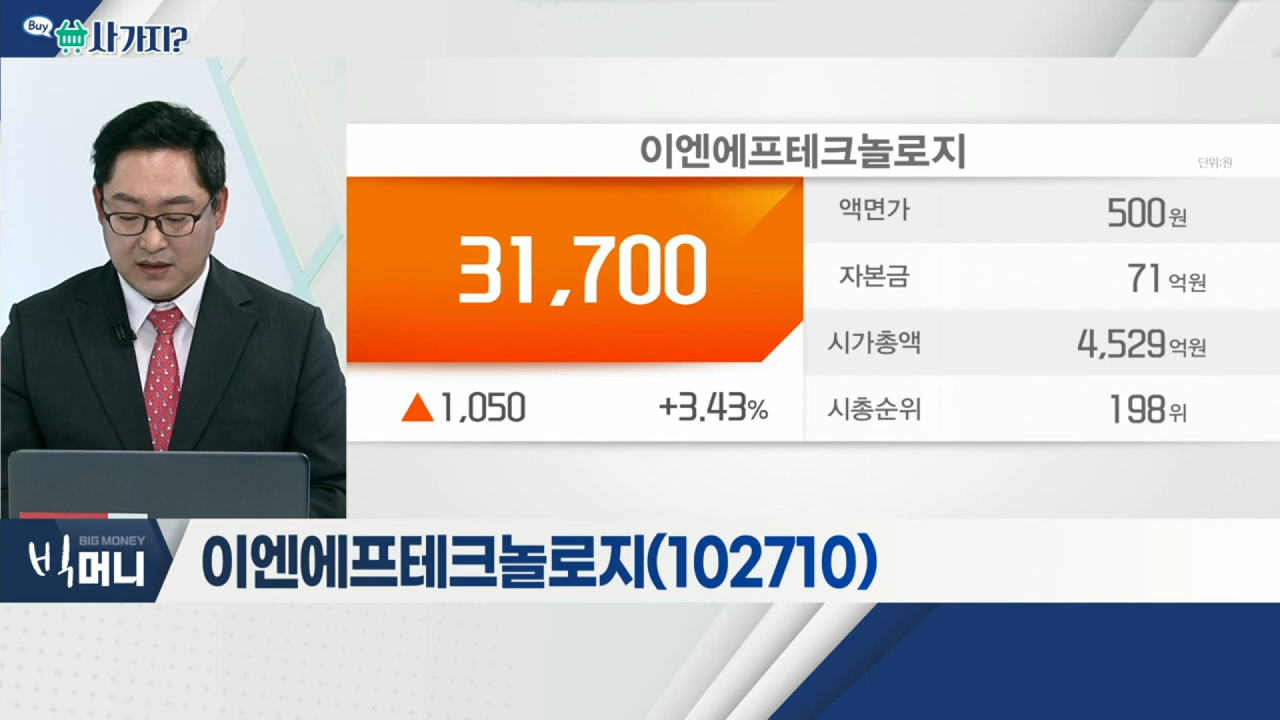 Buy 사가지?
이엔에프테크놀로지
단위:원
31,700
▲1,050 +3.43%
액면가 500원
자본금 71억원
시가총액 4,529억원
시총순위 198위
BIG MONEY
빅머니
이엔에프테크놀로지(102710)